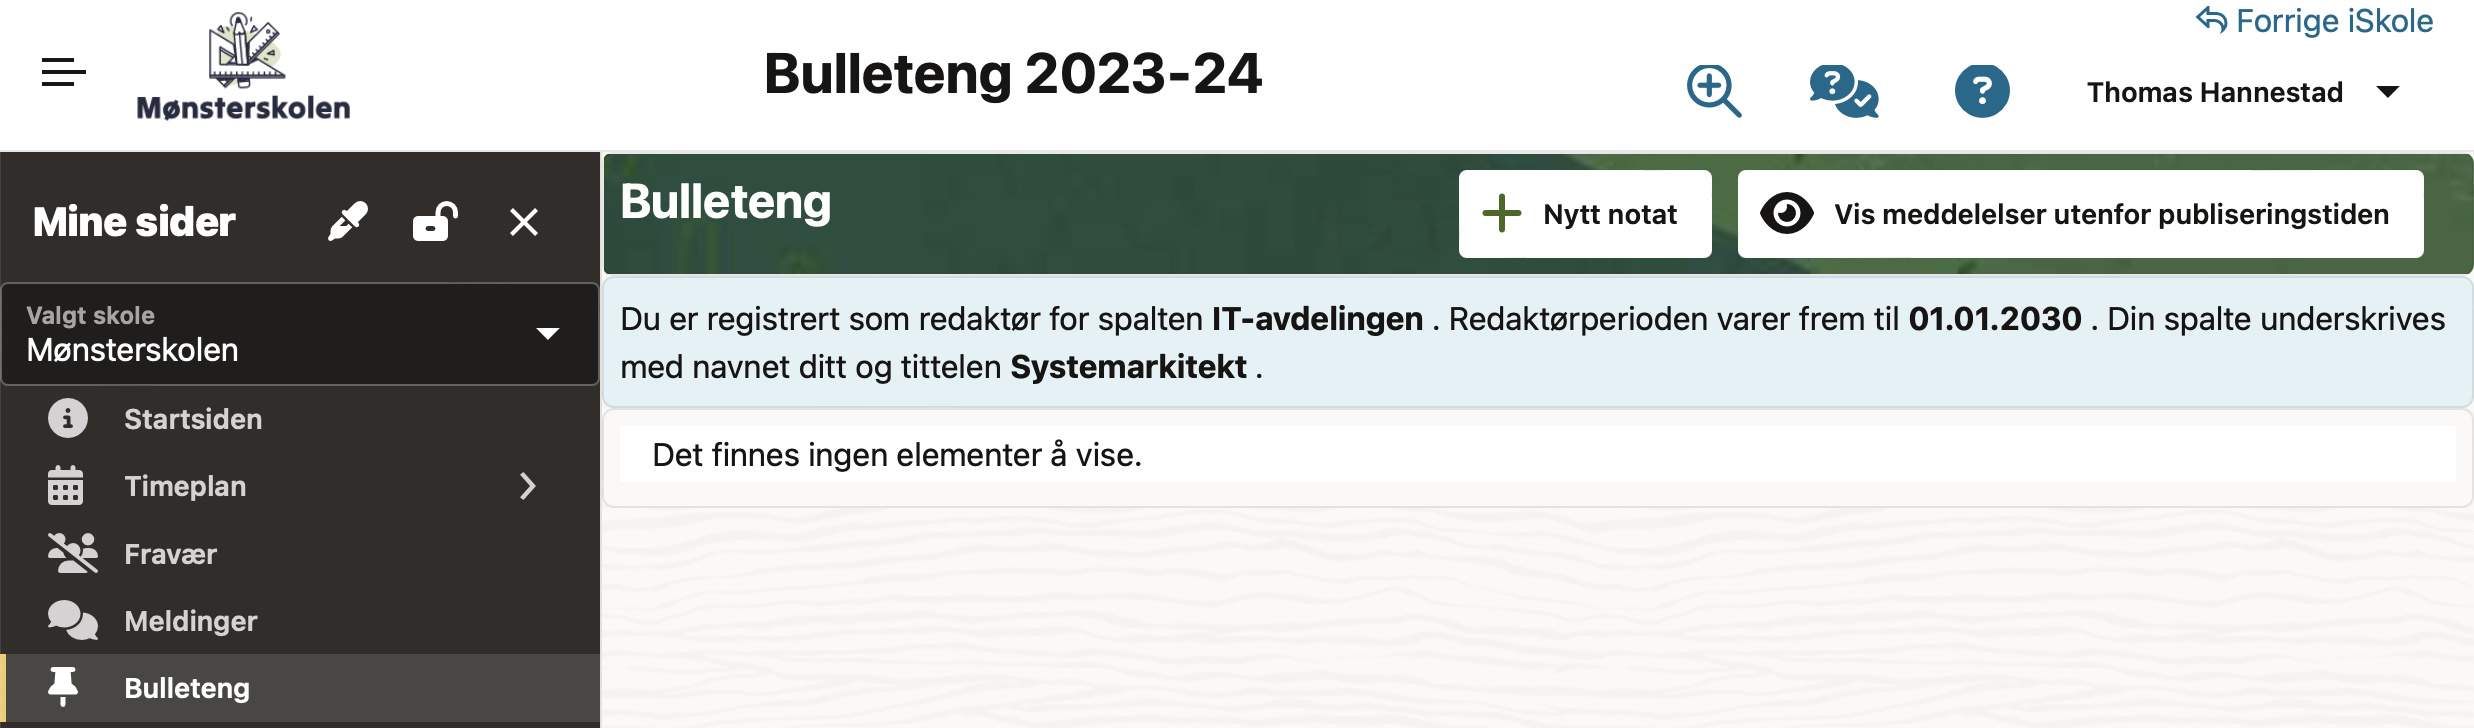 Forrige iSkole
Mønsterskolen
Bulleteng 2023-24
Thomas Hannestad
Mine sider
Valgt skole
Mønsterskolen
Startsiden
Timeplan
Fravær
Meldinger
Bulleteng
Bulleteng
Nytt notat
Vis meddelelser utenfor publiseringstiden
Du er registrert som redaktør for spalten IT-avdelingen . Redaktørperioden varer frem til 01.01.2030 . Din spalte underskrives
med navnet ditt og tittelen Systemarkitekt .
Det finnes ingen elementer å vise.